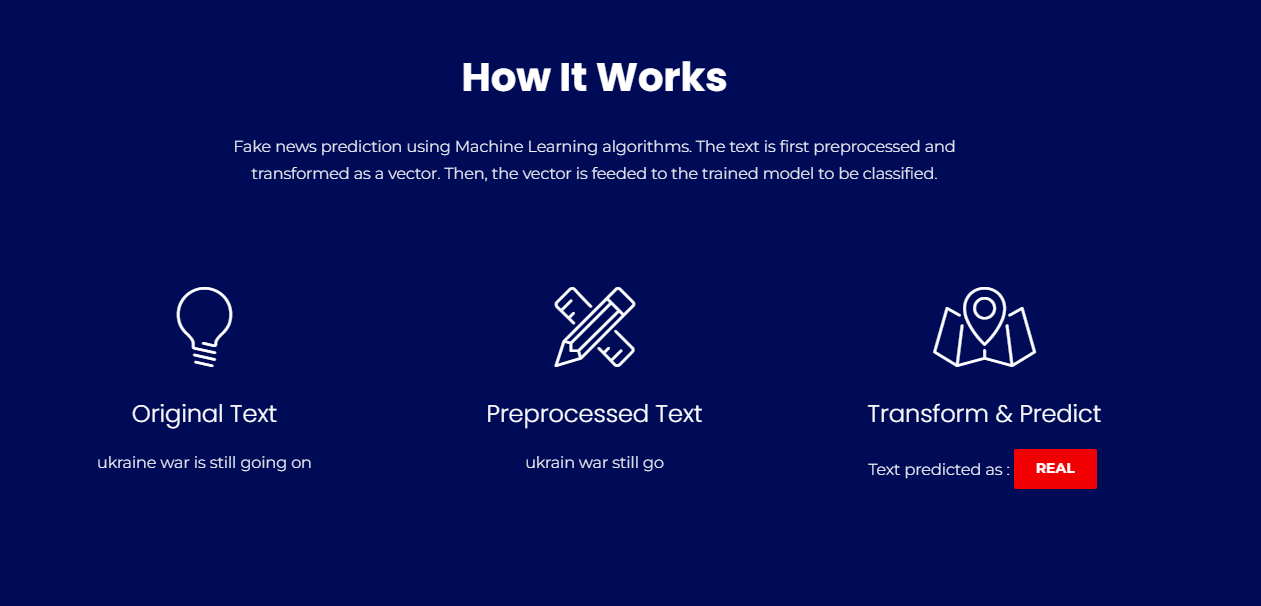 How It Works
Fake news prediction using Machine Learning algorithms. The text is first preprocessed and
transformed as a vector. Then, the vector is feeded to the trained model to be classified.
Original Text
ukraine war is still going on
Preprocessed Text
ukrain war still go
Transform & Predict
Text predicted as : REAL